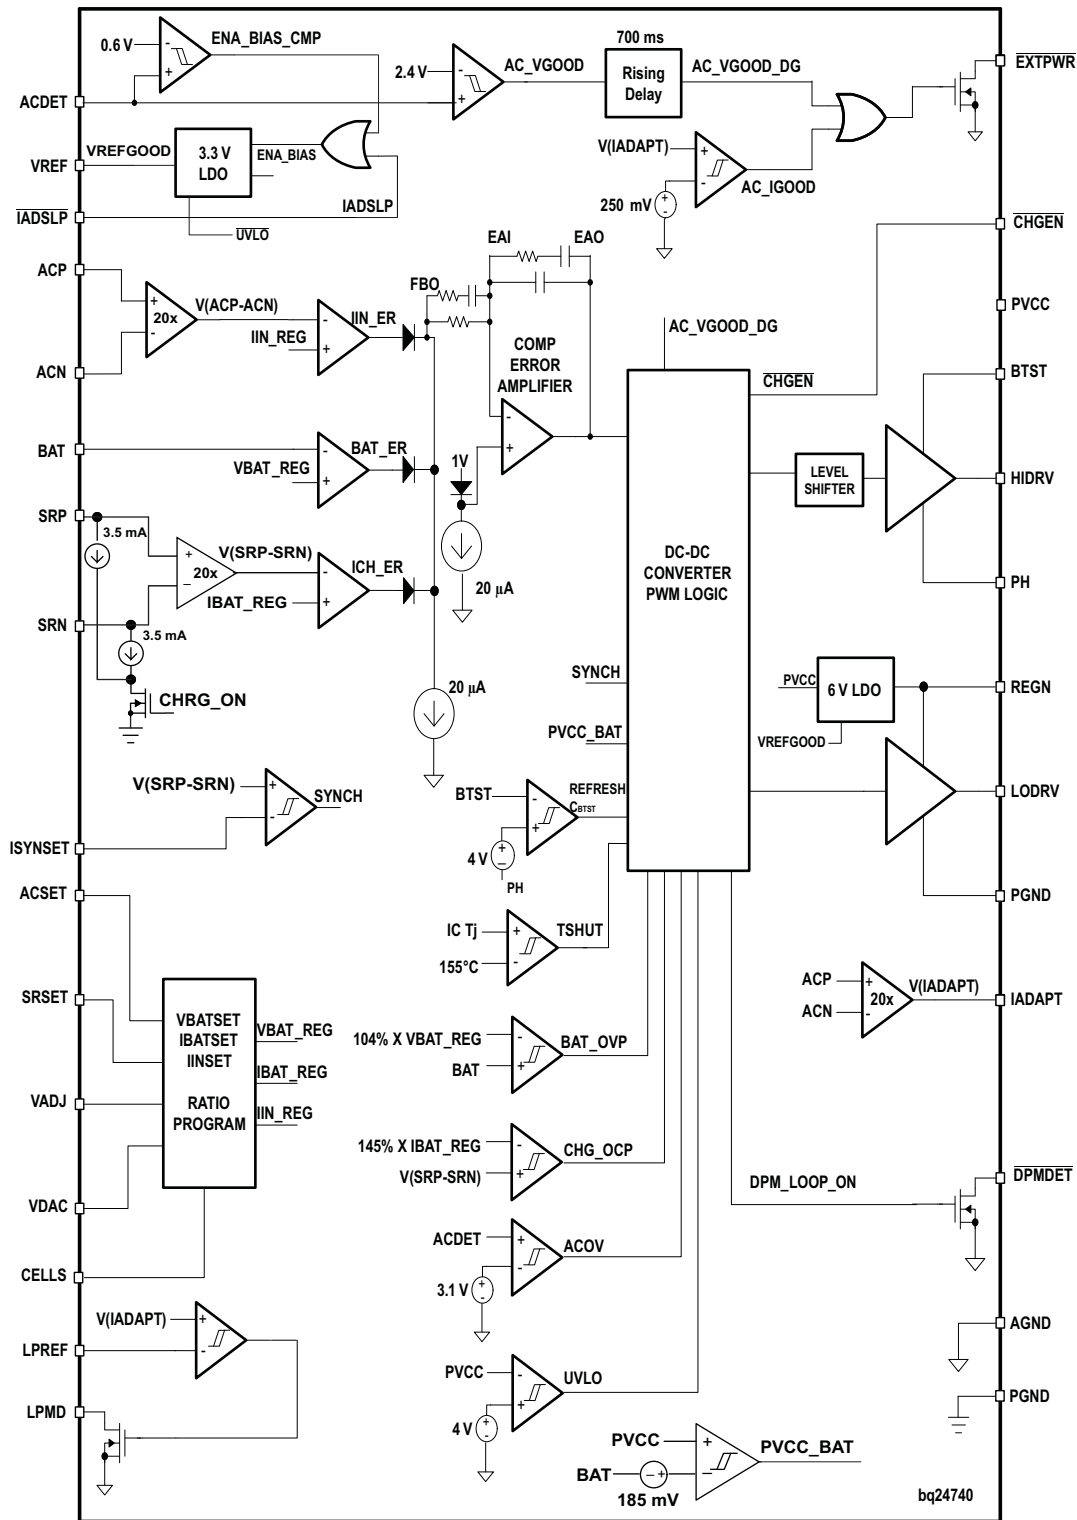 ENA_BIAS_CMP
0.6 V
-
+
ACDET
2.4 V
-
+
AC_VGOOD
700 ms
Rising
Delay
AC_VGOOD_DG
EXTPWR
VREF
VREFGOOD
3.3 V
LDO
ENA_BIAS
IADSLP
IADSLP
UVLO
V(IADAPT)
+
-
AC_IGOOD
250 mV
+
-
CHGEN
ACP
ACN
+
-
20x
V(ACP-ACN)
IIN_REG
-
+
IIN_ER
FBO
EAI
EAO
COMP
ERROR
AMPLIFIER
-
+
AC_VGOOD_DG
CHGEN
PVCC
BTST
BAT
VBAT_REG
-
+
BAT_ER
1V
20 µA
LEVEL
SHIFTER
HIDRV
PH
SRP
3.5 mA
+
−
20x
V(SRP-SRN)
IBAT_REG
-
+
ICH_ER
SRN
3.5 mA
CHRG_ON
20 µA
DC-DC
CONVERTER
PWM LOGIC
SYNCH
PVCC_BAT
PVCC
6 V LDO
VREFGOOD
REGN
LODRV
PGND
V(SRP-SRN)
+
-
SYNCH
ISYNSET
BTST
-
+
REFRESH
CBTST
4 V
+
−
PH
ACSET
IC Tj
+
155°C
-
TSHUT
SRSET
VBATSET
IBATSET
IINSET
RATIO
PROGRAM
VBAT_REG
IBAT_REG
IIN_REG
VADJ
VDAC
CELLS
ACP
+
ACN
-
20x
V(IADAPT)
IADAPT
104% X VBAT_REG
-
BAT
+
BAT_OVP
145% X IBAT_REG
-
V(SRP-SRN)
+
CHG_OCP
DPM_LOOP_ON
DPMDET
ACDET
+
-
ACOV
3.1 V
+
-
V(IADAPT)
+
LPREF
-
LPMD
PVCC
-
+
UVLO
4 V
+
-
AGND
PGND
PVCC
+
BAT
− +
−
185 mV
PVCC_BAT
bq24740